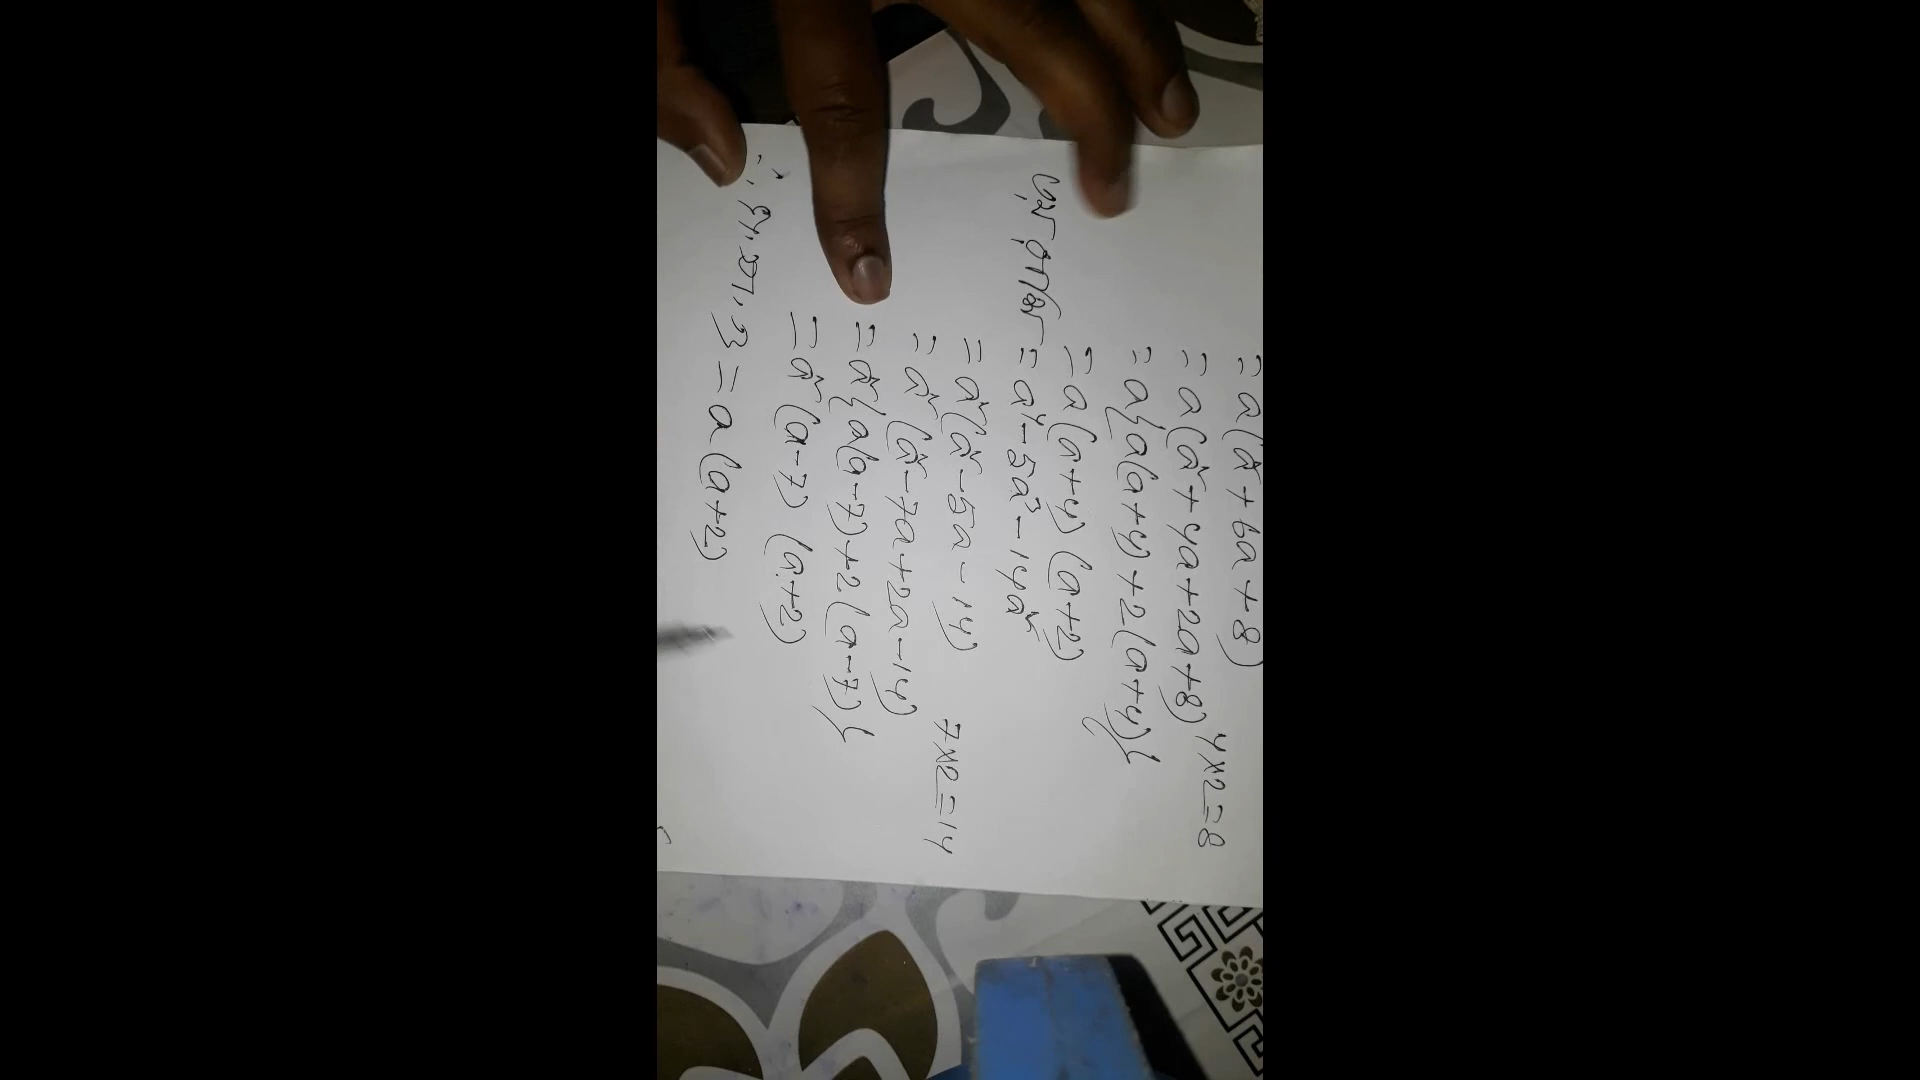 = a(a² + 6a + 8)
= a(a² + 4a + 2a + 8) 4×2=8
= a{a(a+4) + 2(a+4)}
= a(a+4) (a+2)
= a⁴ - 5a³ - 14a²
= a²(a² - 5a - 14) 7×2=14
= a² (a² - 7a + 2a - 14)
= a²{a(a-7) + 2(a-7)}
= a² (a-7) (a+2)
∴ গ,সা,গু = a(a+2)